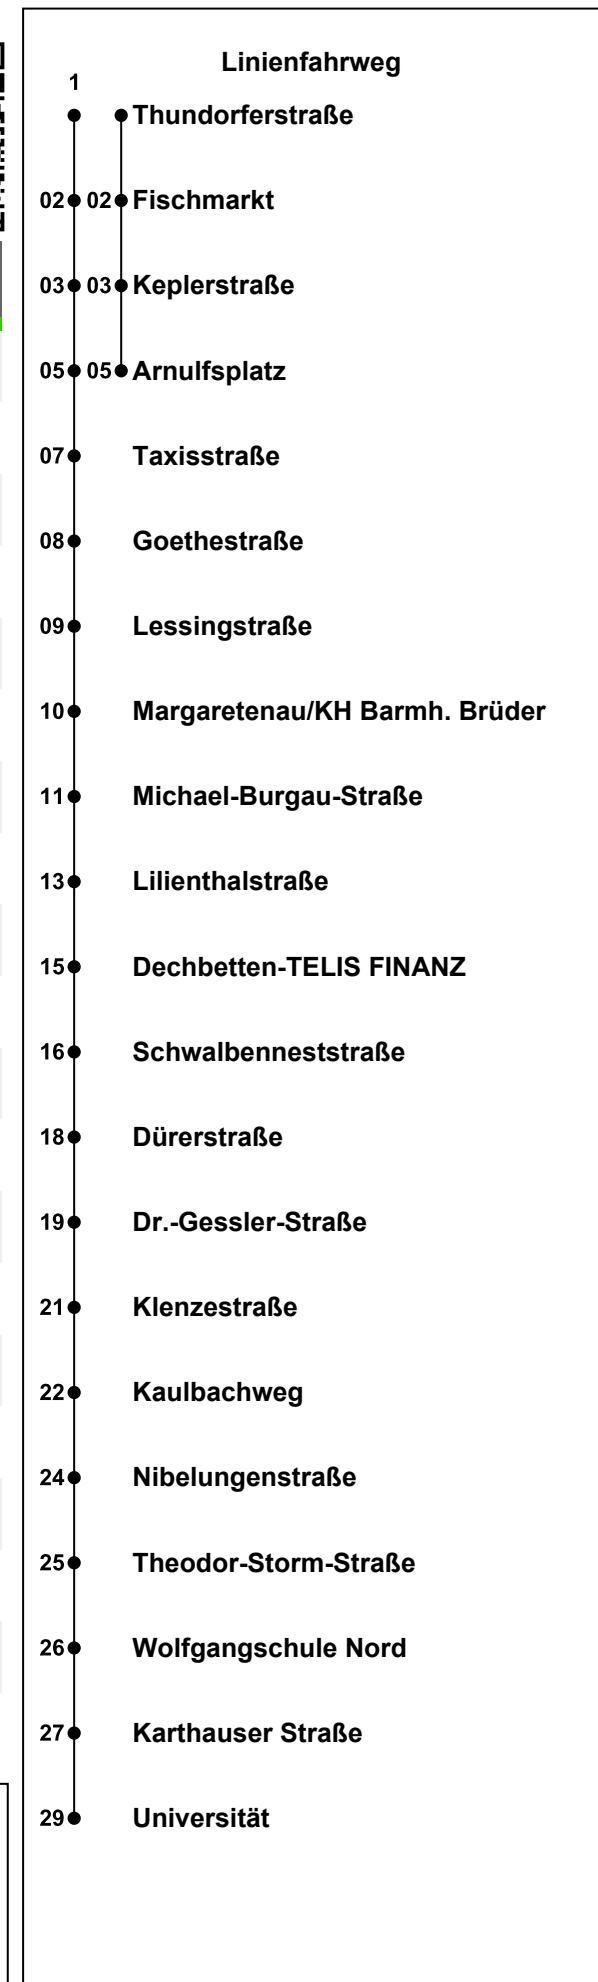 Linienfahrweg
1
Thundorferstraße
02 02 Fischmarkt
03 03 Keplerstraße
05 05 Arnulfsplatz
07 Taxisstraße
08 Goethestraße
09 Lessingstraße
10 Margaretenau/KH Barmh. Brüder
11 Michael-Burgau-Straße
13 Lilienthalstraße
15 Dechbetten-TELIS FINANZ
16 Schwalbenneststraße
18 Dürerstraße
19 Dr.-Gessler-Straße
21 Klenzestraße
22 Kaulbachweg
24 Nibelungenstraße
25 Theodor-Storm-Straße
26 Wolfgangschule Nord
27 Karthauser Straße
29 Universität